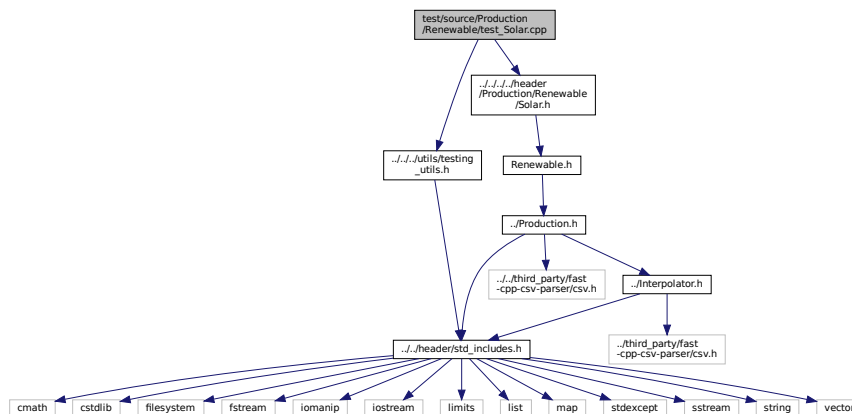 test/source/Production
/Renewable/test_Solar.cpp
../../../../header
/Production/Renewable
/Solar.h
../../../utils/testing
_utils.h
Renewable.h
../Production.h
../../third_party/fast
-cpp-csv-parser/csv.h
../Interpolator.h
../third_party/fast
-cpp-csv-parser/csv.h
../../header/std_includes.h
cmath
cstdlib
filesystem
fstream
iomanip
iostream
limits
list
map
stdexcept
sstream
string
vecto